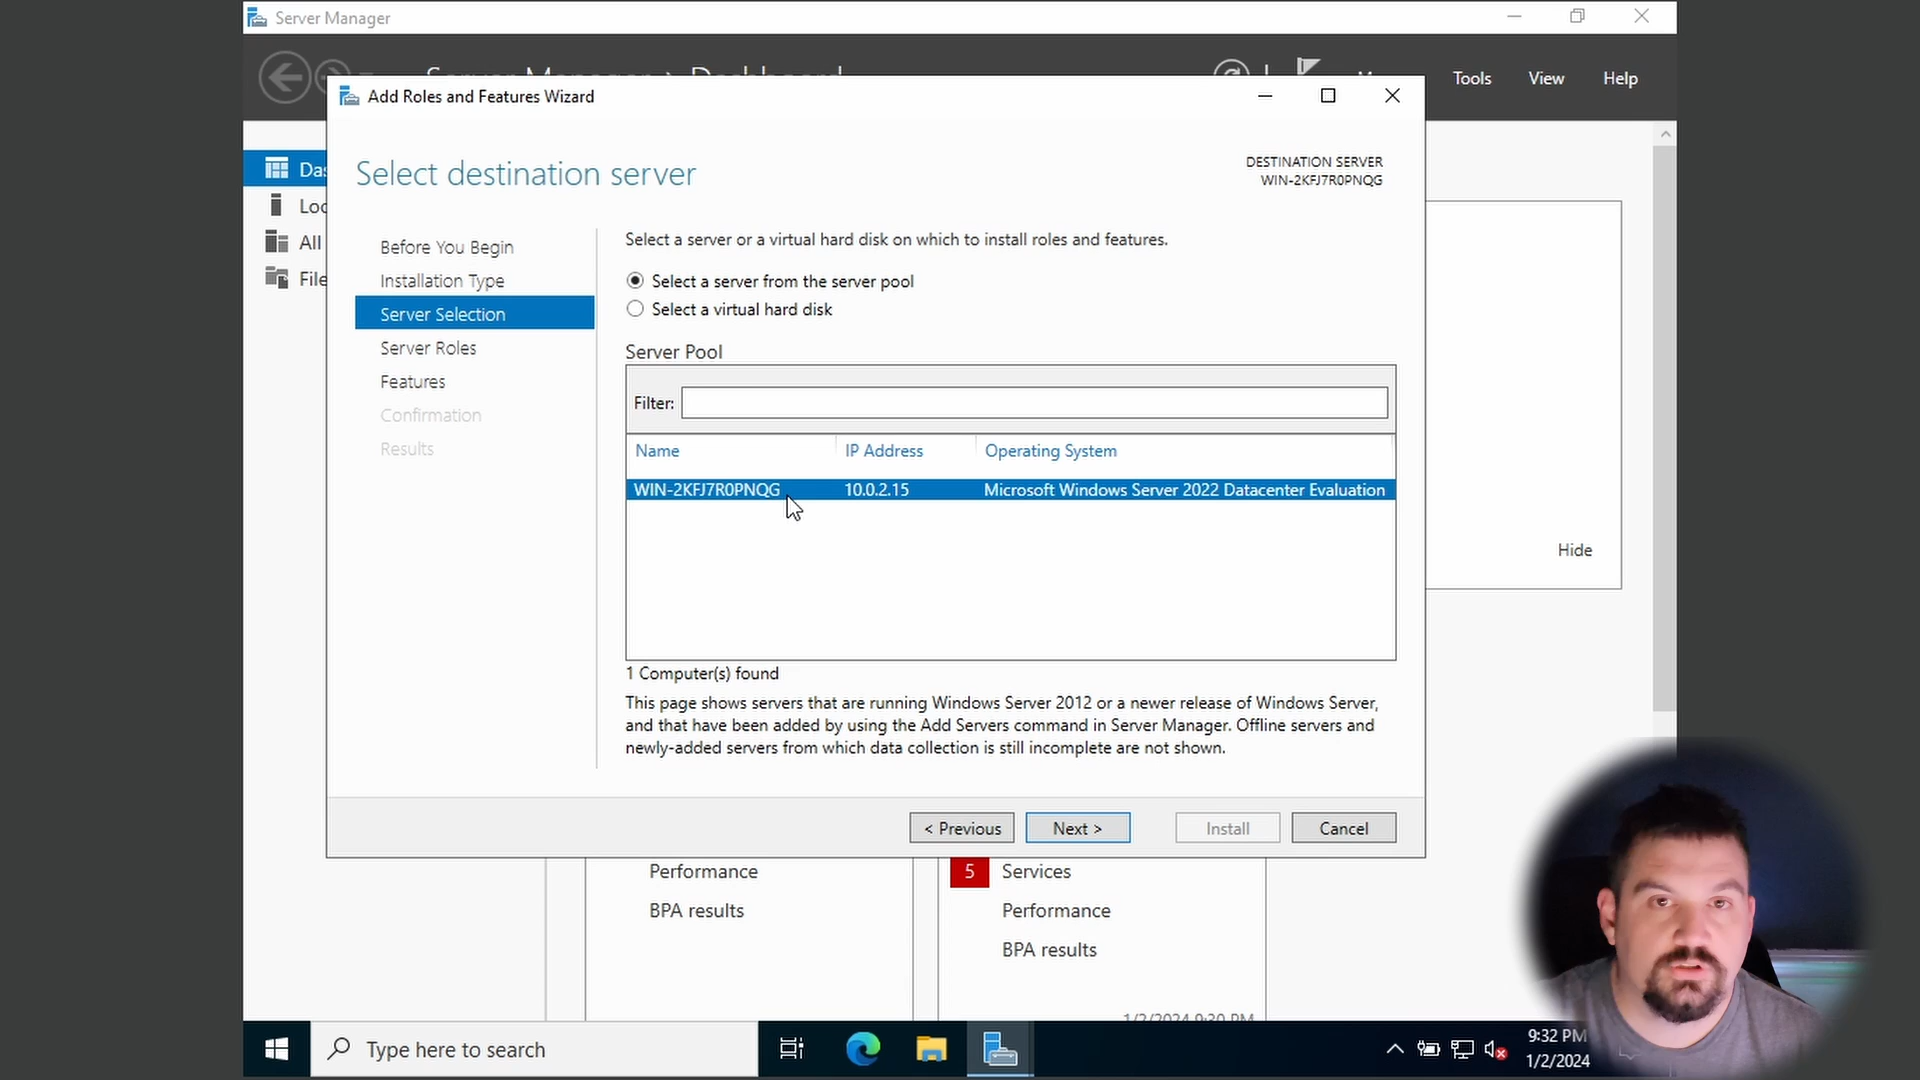 Server Manager
Tools
View
Help
Add Roles and Features Wizard
Select destination server
DESTINATION SERVER
WIN-2KFJ7R0PNQG
Before You Begin
Installation Type
Server Selection
Server Roles
Features
Confirmation
Results
Select a server or a virtual hard disk on which to install roles and features.
Select a server from the server pool
Select a virtual hard disk
Server Pool
Filter:
Name IP Address Operating System
WIN-2KFJ7R0PNQG 10.0.2.15 Microsoft Windows Server 2022 Datacenter Evaluation
1 Computer(s) found
This page shows servers that are running Windows Server 2012 or a newer release of Windows Server,
and that have been added by using the Add Servers command in Server Manager. Offline servers and
newly-added servers from which data collection is still incomplete are not shown.
< Previous
Next >
Install
Cancel
All
File
Hide
Performance
BPA results
5 Services
Performance
BPA results
1/2/2024 9:30 PM
Type here to search
9:32 PM
1/2/2024